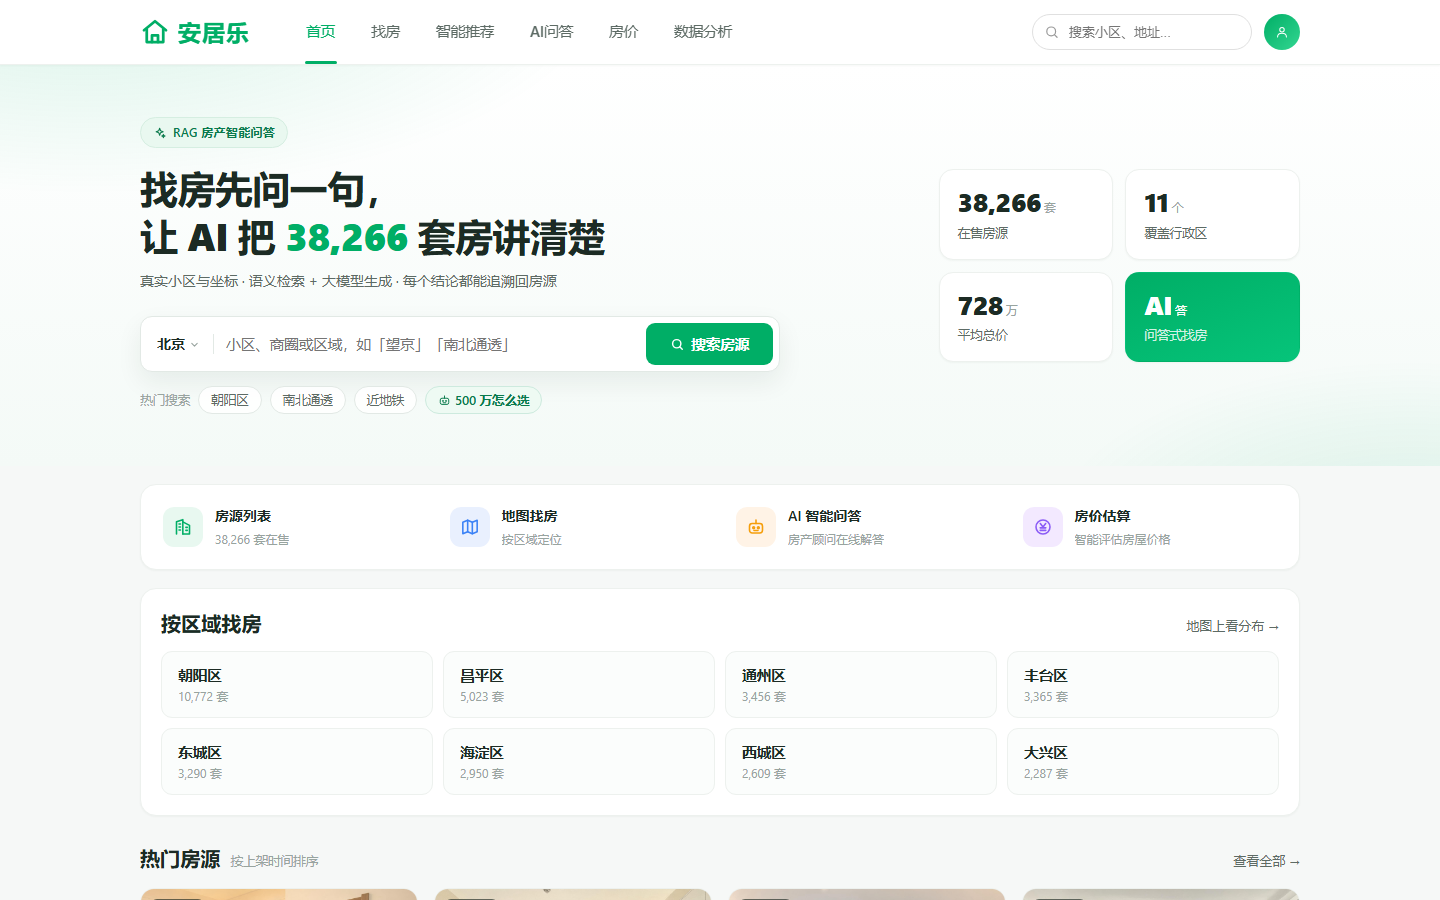 安居乐
首页
找房
智能推荐
AI问答
房价
数据分析
搜索小区、地址...
RAG 房产智能问答
找房先问一句，
让 AI 把 38,266 套房讲清楚
真实小区与坐标 · 语义检索 + 大模型生成 · 每个结论都能追溯回房源
北京
小区、商圈或区域，如「望京」「南北通透」
搜索房源
热门搜索
朝阳区
南北通透
近地铁
500 万怎么选
38,266 套
在售房源
11 个
覆盖行政区
728 万
平均总价
AI 答
问答式找房
房源列表
38,266 套在售
地图找房
按区域定位
AI 智能问答
房产顾问在线解答
房价估算
智能评估房屋价格
按区域找房
地图上看分布 →
朝阳区
10,772 套
昌平区
5,023 套
通州区
3,456 套
丰台区
3,365 套
东城区
3,290 套
海淀区
2,950 套
西城区
2,609 套
大兴区
2,287 套
热门房源 按上架时间排序
查看全部 →